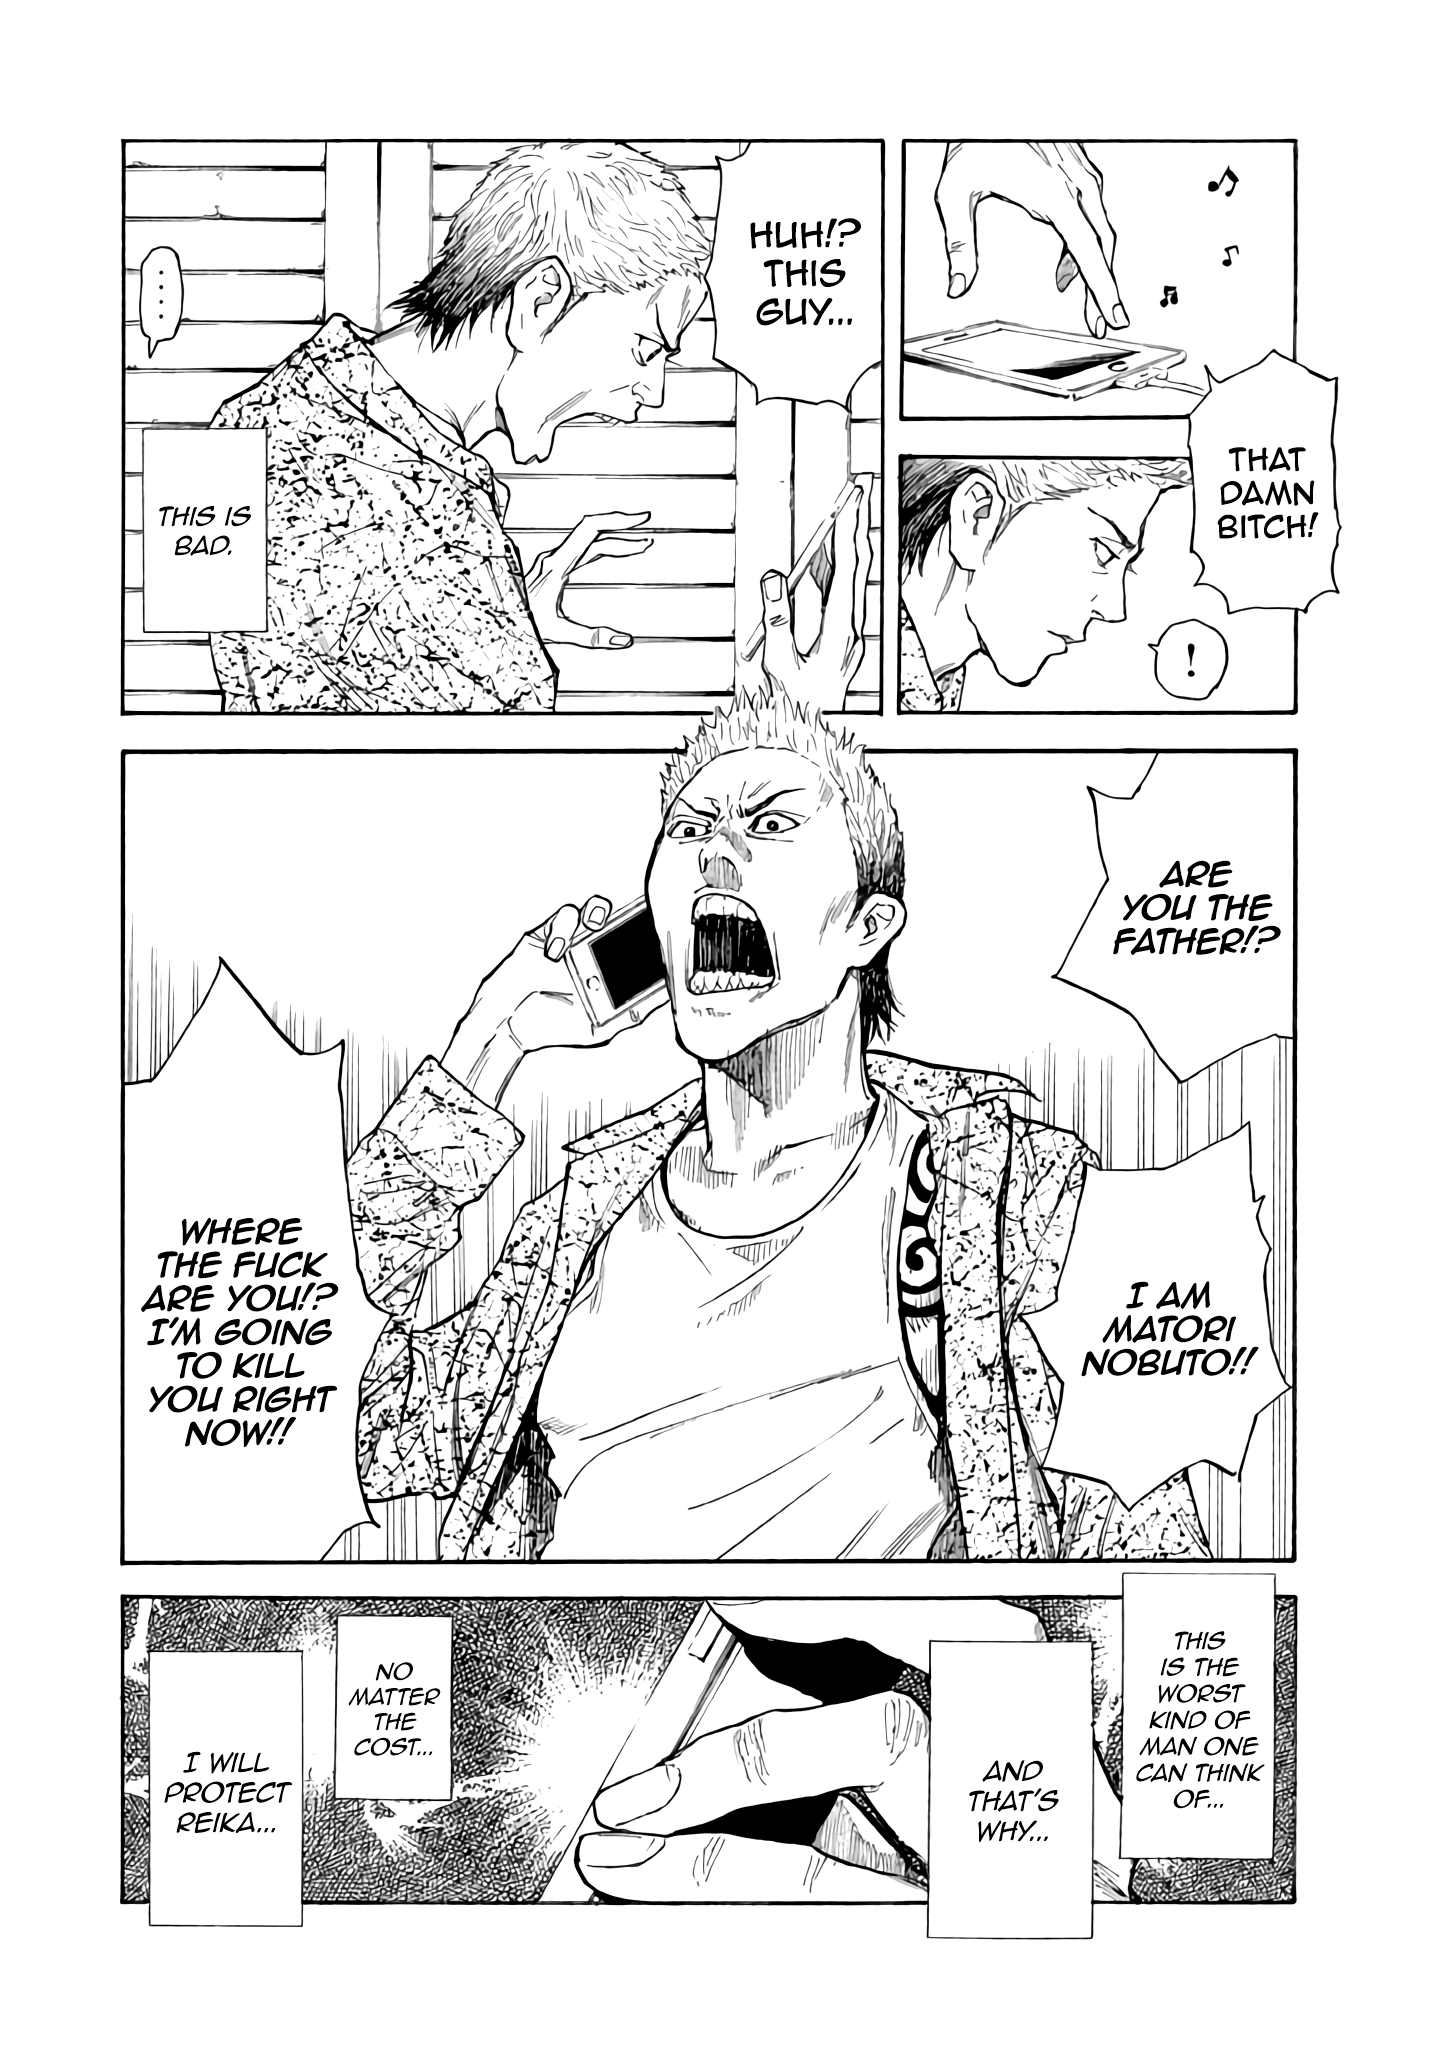 THAT
DAMN
BITCH!
!
HUH!?
THIS
GUY...
....
THIS IS
BAD.
ARE
YOU THE
FATHER!?
I AM
MATORI
NOBUTO!!
WHERE
THE FUCK
ARE YOU!?
I'M GOING
TO KILL
YOU RIGHT
NOW!!
THIS
IS THE
WORST
KIND OF
MAN ONE
CAN THINK
OF...
AND
THAT'S
WHY...
NO
MATTER
THE
COST...
I WILL
PROTECT
REIKA...